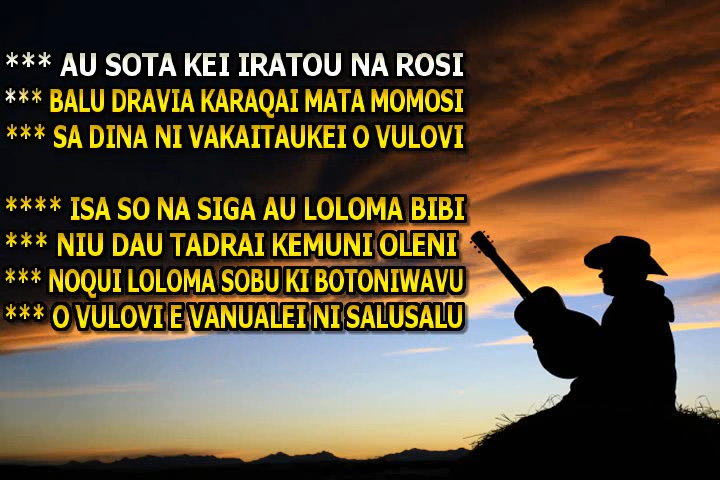 *** AU SOTA KEI IRATOU NA ROSI
*** BALU DRAVIA KARAQAI MATA MOMOSI
*** SA DINA NI VAKAITAUKEI O VULOVI
**** ISA SO NA SIGA AU LOLOMA BIBI
*** NIU DAU TADRAI KEMUNI OLENI
*** NOQUI LOLOMA SOBU KI BOTONIWAVU
*** O VULOVI E VANUALEI NI SALUSALU